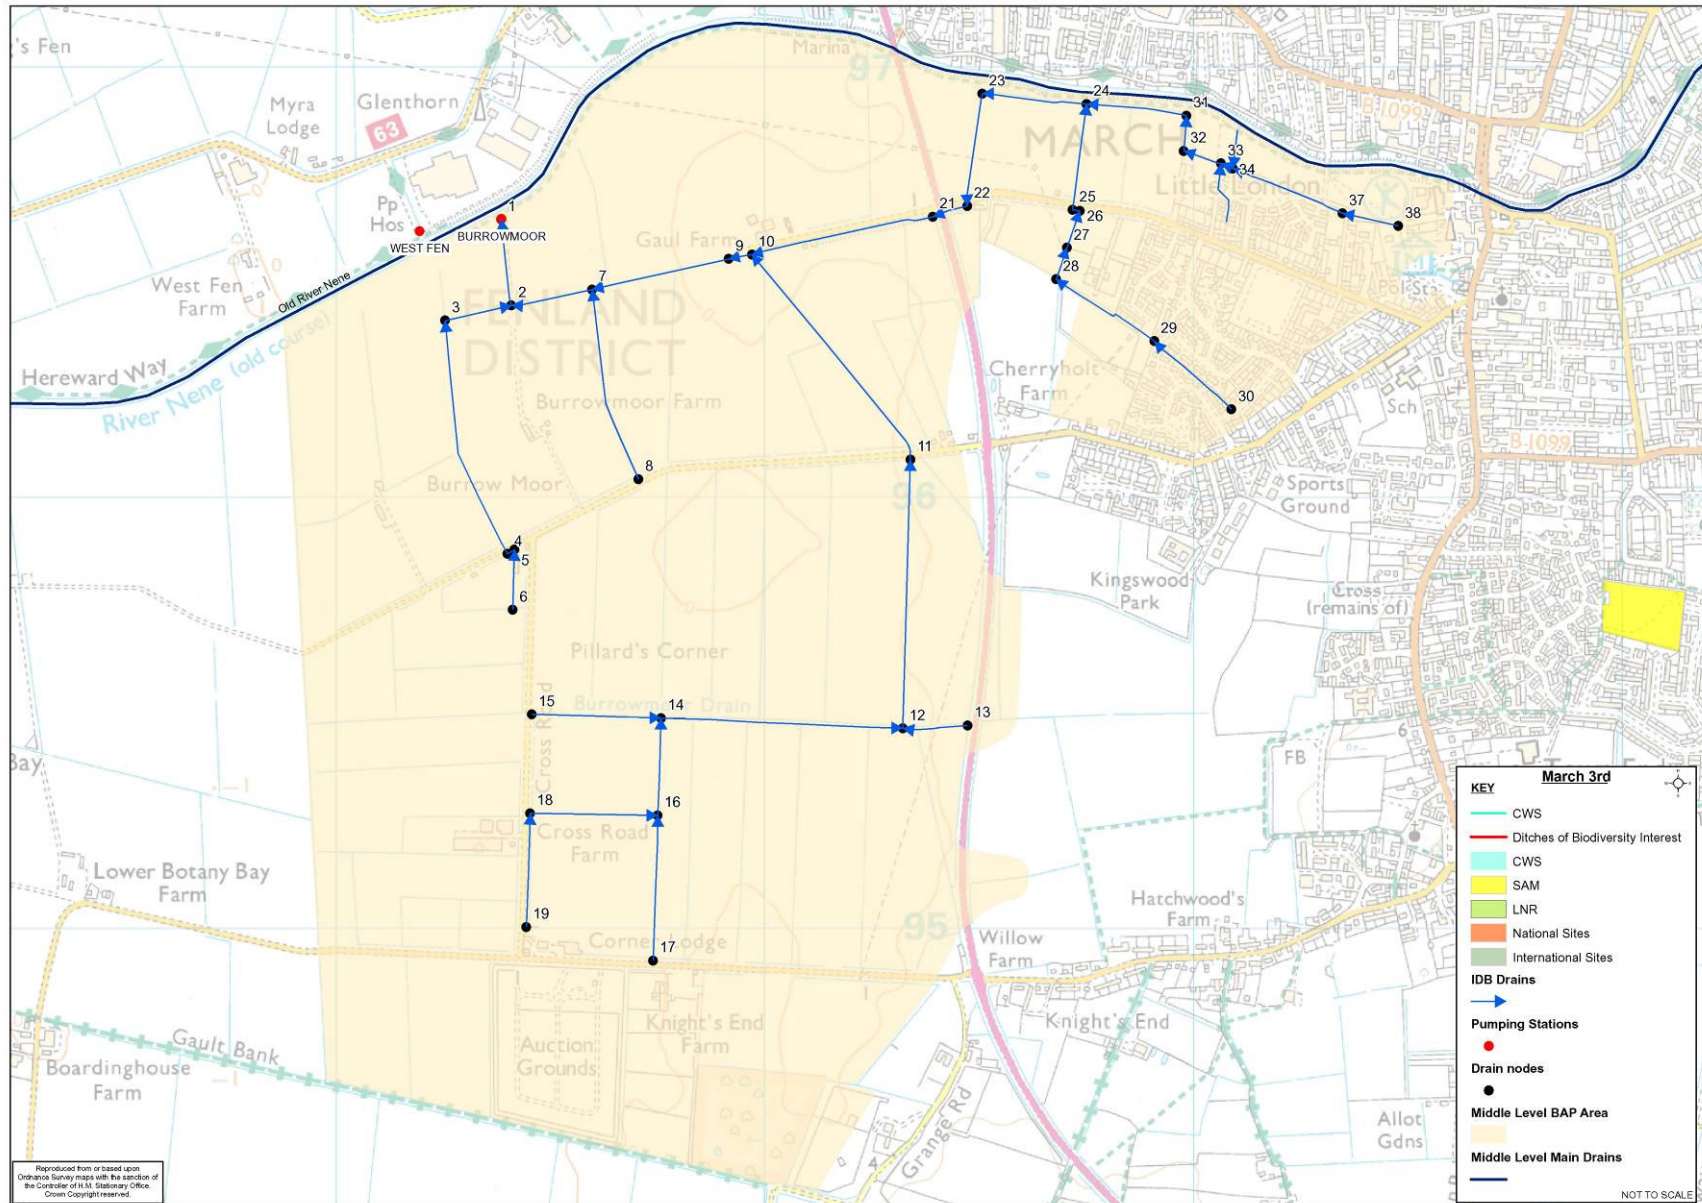 's Fen
Myra
Lodge
Glenthorn
63
Marina
97
B 1099
MARCH
Little London
Pp
Hos
WEST FEN
1
BURROWMOOR
West Fen
Farm
Old River Nene
Hereward Way
River Nene (old course)
Gaul Farm
FENLAND
DISTRICT
Burrowmoor Farm
Burrow Moor
2
3
4
5
6
7
8
9
10
11
12
13
14
15
16
17
18
19
21
22
23
24
25
26
27
28
29
30
31
32
33
34
37
38
Cherryholt
Farm
Sch
B 1099
96
Sports
Ground
Kingswood
Park
Cross
(remains of)
Pillard's Corner
Burrowmoor Drain
Cross Rd
Cross Road
Farm
FB
6
Bay
Lower Botany Bay
Farm
Hatchwood's
Farm
95
Willow
Farm
Corner Lodge
Knight's End
Farm
Knight's End
Auction
Grounds
Gault Bank
Boardinghouse
Farm
Grange Rd
4
Allot
Gdns
March 3rd
KEY
CWS
Ditches of Biodiversity Interest
CWS
SAM
LNR
National Sites
International Sites
IDB Drains
Pumping Stations
Drain nodes
Middle Level BAP Area
Middle Level Main Drains
NOT TO SCALE
Reproduced from or based upon
Ordnance Survey maps with the sanction of
the Controller of H.M. Stationary Office.
Crown Copyright reserved.